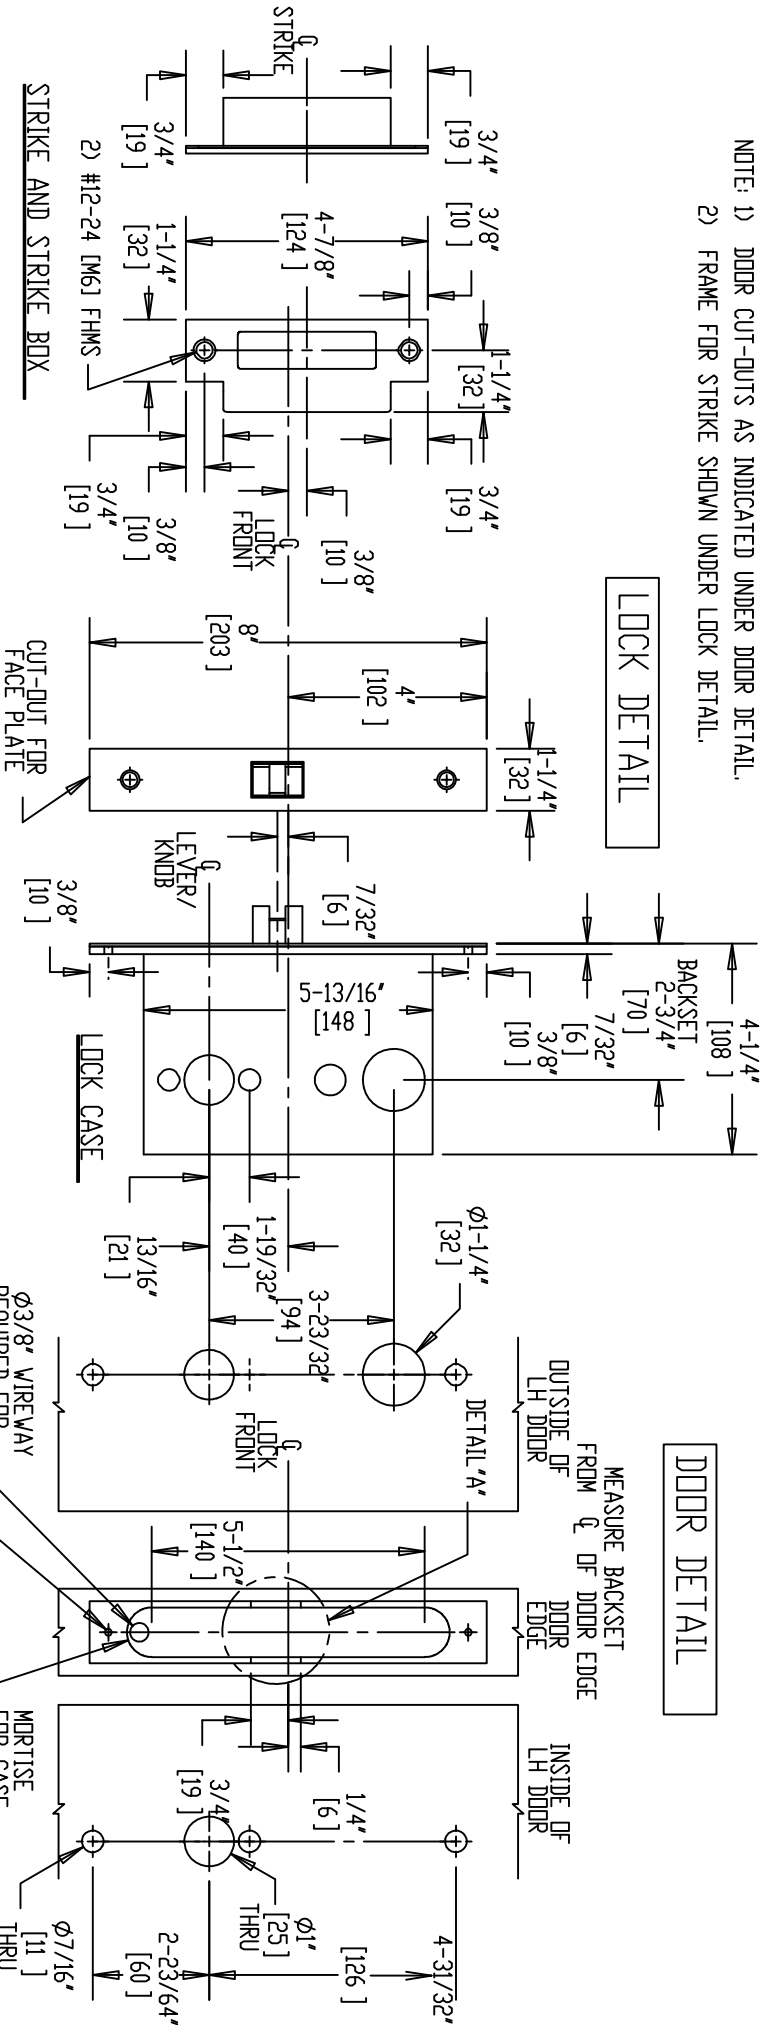 NOTE: 1) DOOR CUT-OUTS AS INDICATED UNDER DOOR DETAIL.
2) FRAME FOR STRIKE SHOWN UNDER LOCK DETAIL.
LOCK DETAIL
DOOR DETAIL
℄
STRIKE
3/4"
[19 ]
3/4"
[19 ]
3/8"
[10 ]
4-7/8"
[124 ]
1-1/4"
[32 ]
1-1/4"
[32 ]
2) #12-24 [M6] FHMS
STRIKE AND STRIKE BOX
3/4"
[19 ]
3/4"
[19 ]
3/8"
[10 ]
3/8"
[10 ]
℄
LOCK
FRONT
8"
[203 ]
4"
[102 ]
1-1/4"
[32 ]
CUT-OUT FOR
FACE PLATE
℄
LEVER/
KNOB
7/32"
[6 ]
3/8"
[10 ]
4-1/4"
[108 ]
BACKSET
2-3/4"
[70 ]
7/32"
[6 ]
3/8"
[10 ]
5-13/16"
[148 ]
LOCK CASE
Ø1-1/4"
[32 ]
1-19/32"
[40 ]
13/16"
[21 ]
3-23/32"
[94 ]
OUTSIDE OF
LH DOOR
MEASURE BACKSET
FROM ℄ OF DOOR EDGE
DOOR
EDGE
INSIDE OF
LH DOOR
DETAIL "A"
℄
LOCK
FRONT
5-1/2"
[140 ]
Ø3/8" WIREWAY
REQUIRED FOR
MORTISE
FOR CASE
1/4"
[6 ]
3/4"
[19 ]
Ø1"
[25 ]
THRU
4-31/32"
[126 ]
2-23/64"
[60 ]
Ø7/16"
[11 ]
THRU